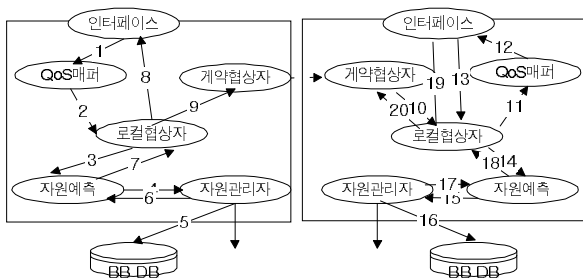 인터페이스
1
QoS매퍼
8
게약협상자
2
9
로컬협상자
3
7
자원예측
4
6
자원관리자
5
BB DB
인터페이스
12
게약협상자
19
13
QoS매퍼
20
10
11
로컬협상자
18
14
자원관리자
17
15
자원예측
16
BB DB